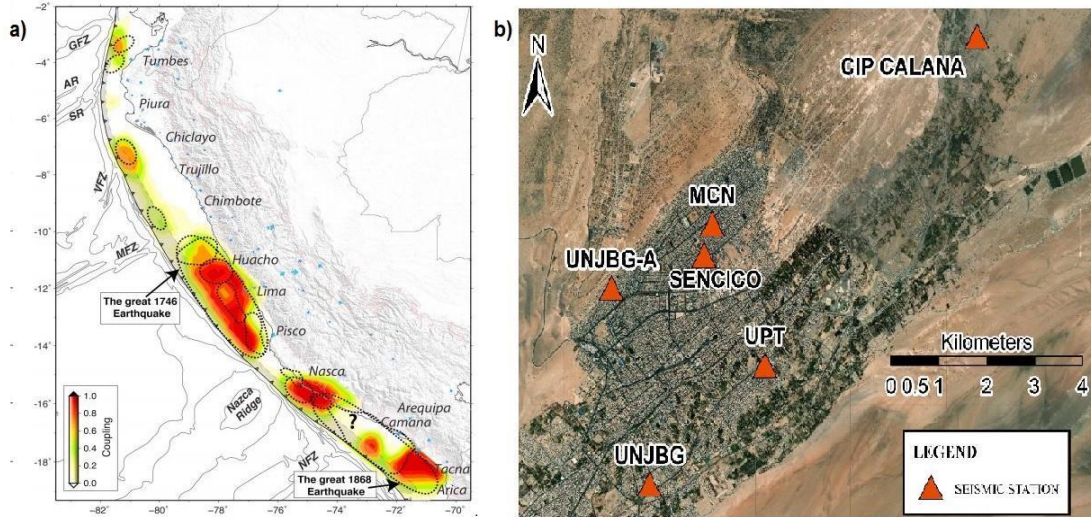 a)
−2˚
−4˚
−6˚
−8˚
−10˚
−12˚
−14˚
−16˚
−18˚
GFZ
AR
SR
VFZ
MFZ
Tumbes
Piura
Chiclayo
Trujillo
Chimbote
Huacho
Lima
Pisco
Nasca
Arequipa
Camana
Tacna
Arica
The great 1746
Earthquake
Nazca
Ridge
NFZ
?
The great 1868
Earthquake
1.0
0.8
0.6
0.4
0.2
0.0
Coupling
−82˚
−80˚
−78˚
−76˚
−74˚
−72˚
−70˚
b)
N
CIP CALANA
MCN
UNJBG-A
SENCICO
UPT
UNJBG
Kilometers
0 0.5 1 2 3 4
LEGEND
SEISMIC STATION